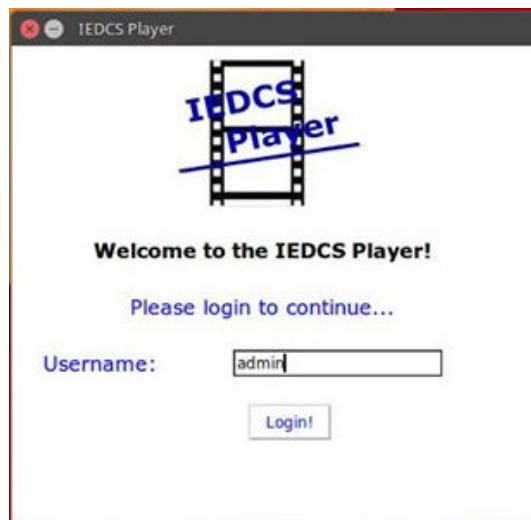 IEDCS Player
IEDCS
Player
Welcome to the IEDCS Player!
Please login to continue...
Username: admin
Login!